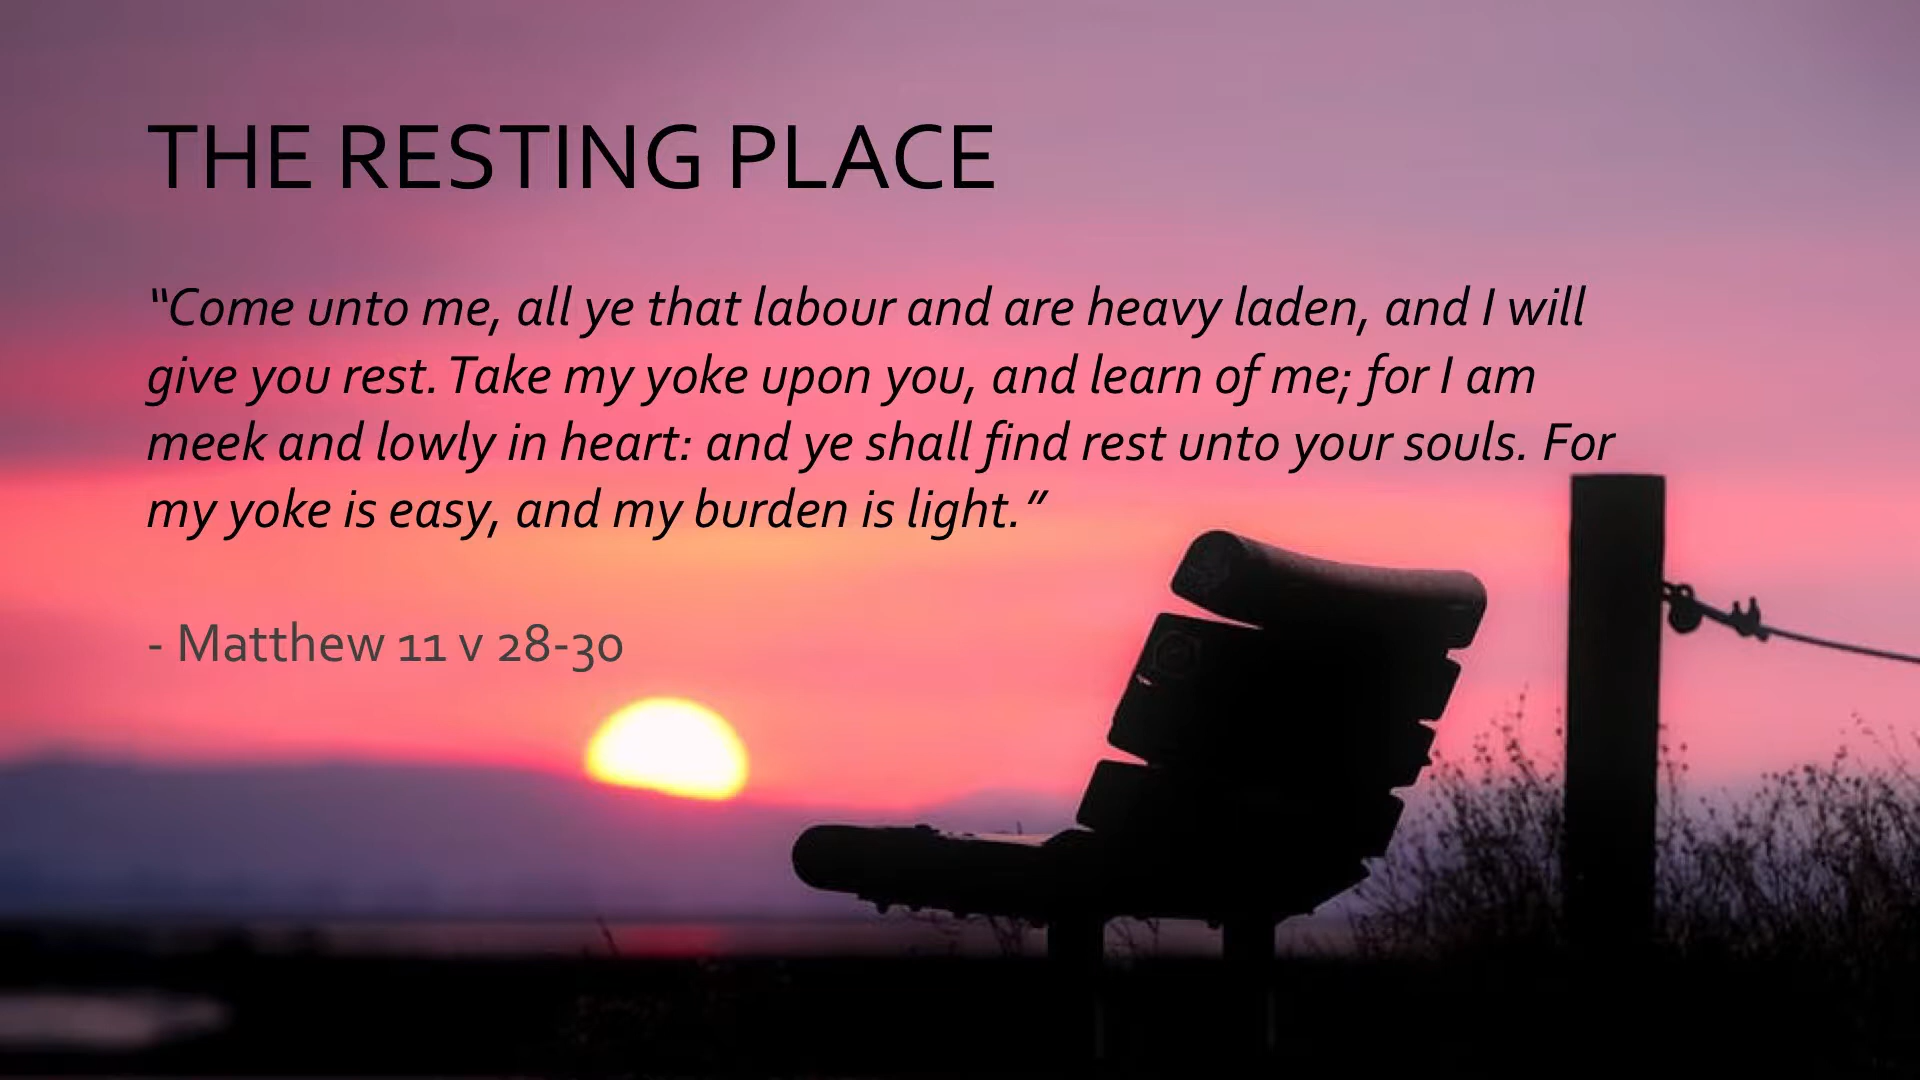 THE RESTING PLACE
“Come unto me, all ye that labour and are heavy laden, and I will
give you rest. Take my yoke upon you, and learn of me; for I am
meek and lowly in heart: and ye shall find rest unto your souls. For
my yoke is easy, and my burden is light.”
- Matthew 11 v 28-30